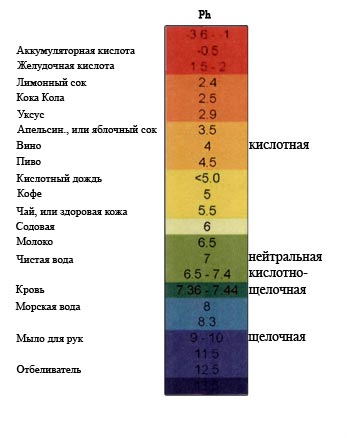 Ph
-3.6 - -1
Аккумуляторная кислота -0.5
Желудочная кислота 1.5 - 2
Лимонный сок 2.4
Кока Кола 2.5
Уксус 2.9
Апельсин., или яблочный сок 3.5
Вино 4 кислотная
Пиво 4.5
Кислотный дождь <5.0
Кофе 5
Чай, или здоровая кожа 5.5
Содовая 6
Молоко 6.5
Чистая вода 7 нейтральная
6.5 - 7.4 кислотно-
Кровь 7.36 - 7.44 щелочная
Морская вода 8
8.3
Мыло для рук 9 - 10 щелочная
11.5
Отбеливатель 12.5